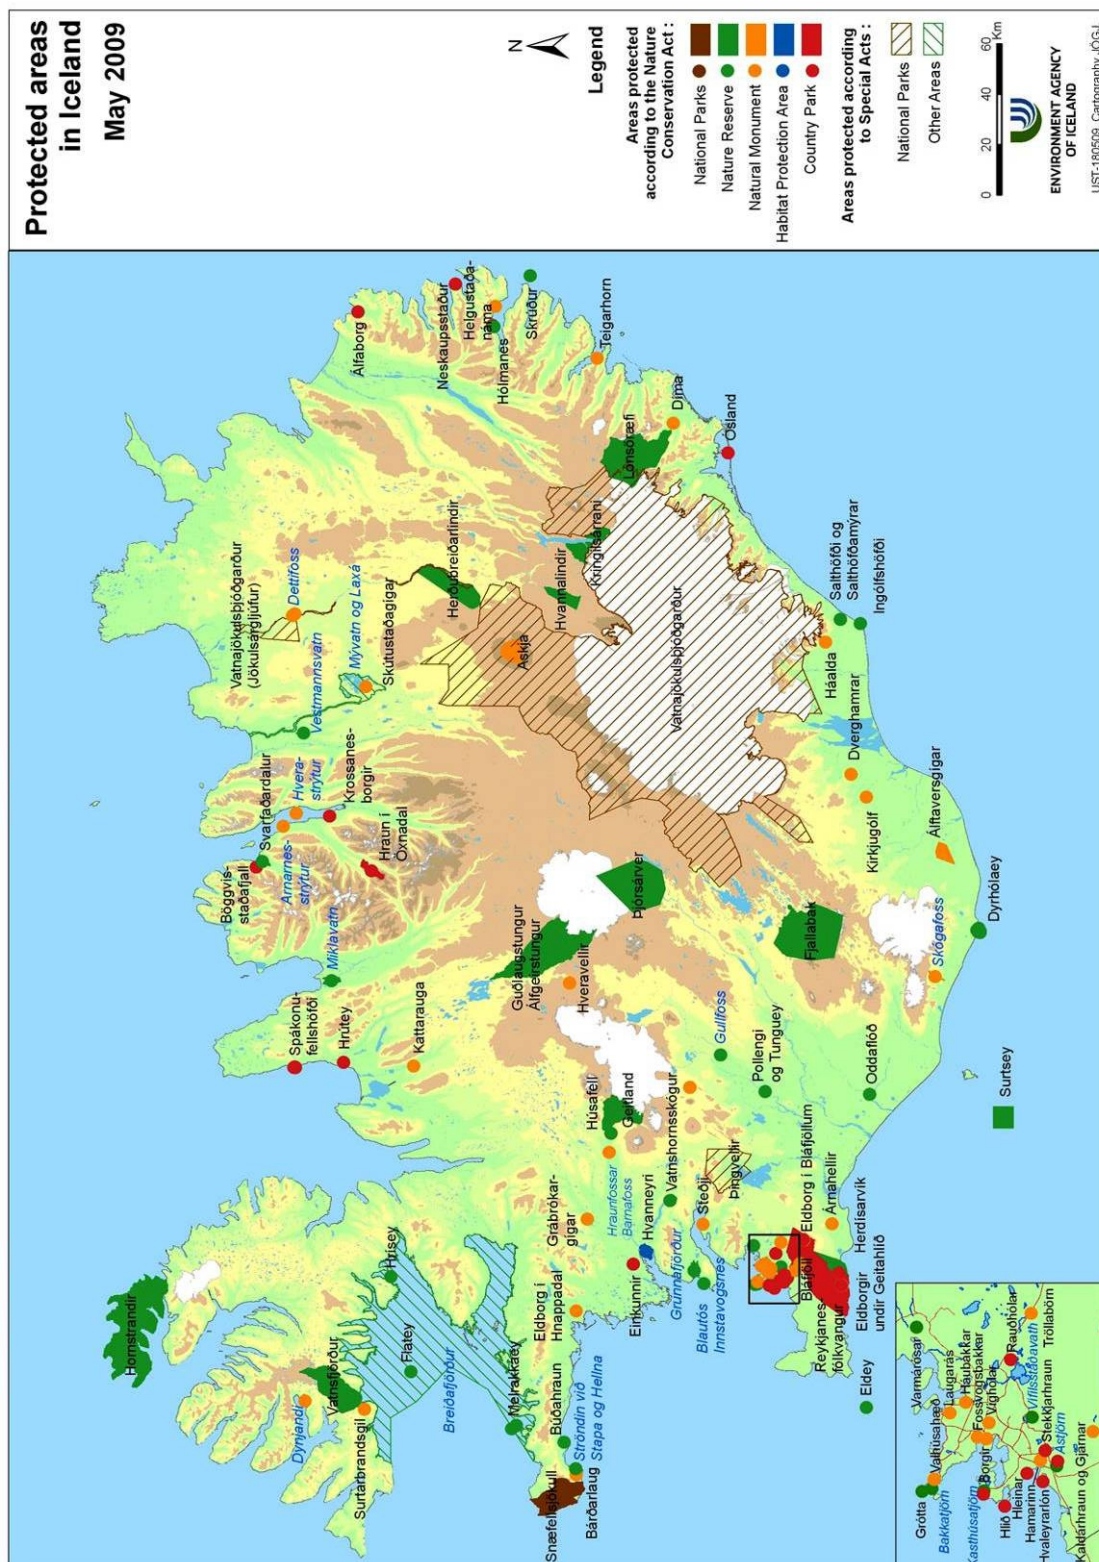 Protected areas
in Iceland
May 2009
N
Legend
Areas protected
according to the Nature
Conservation Act :
National Parks
Nature Reserve
Natural Monument
Habitat Protection Area
Country Park
Areas protected according
to Special Acts :
National Parks
Other Areas
0 20 40 60
Km
ENVIRONMENT AGENCY
OF ICELAND
UST-180509, Cartography JÖGJ
Hornstrandir
Dynjandi
Vatnsfjörður
Surtarbrandsgil
Hrísey
Flatey
Breiðafjörður
Melrakkaey
Búðahraun
Ströndin við
Stapa og Hellna
Snæfellsjökull
Bárðarlaug
Eldborg í
Hnappadal
Grábrókar-
gígar
Hraunfossar
Barnafoss
Einkunnir
Hvanneyri
Grunnafjörður
Blautós
Innstavogsnes
Steðji
Vatnshornsskógur
Húsafell
Geitland
Þingvellir
Eldborg í Bláfjöllum
Bláfjöll
Árnahellir
Herdísarvík
Reykjanes
fólkvangur
Eldborgir
undir Geitahlíð
Eldey
Spákonu-
fellshöfði
Hrútey
Kattarauga
Miklavatn
Böggvis-
staðafjall
Svarfaðardalur
Arnarnes-
strýtur
Hvera-
strýtur
Krossanes-
borgir
Hraun í
Öxnadal
Guðlaugstungur
Álfgeirstungur
Hveravellir
Þjórsárver
Gullfoss
Pollengi
og Tunguey
Oddaflóð
Fjallabak
Skógafoss
Dyrhólaey
Surtsey
Álftaversgígar
Kirkjugólf
Dverghamrar
Háalda
Salthöfði og
Salthöfðamýrar
Ingólfshöfði
Vatnajökulsþjóðgarður
Vatnajökulsþjóðgarður
(Jökulsárgljúfur)
Dettifoss
Vestmannsvatn
Mývatn og Laxá
Skútustaðagígar
Herðubreiðarlindir
Askja
Hvannalindir
Kringilsárrani
Lónsöræfi
Díma
Ósland
Teigarhorn
Skrúður
Hólmanes
Helgustaða-
náma
Neskaupsstaður
Álfaborg
Grótta
Valhúsahæð
Varmárósar
Bakkatjörn
Laugarás
Háubakkar
Fossvogsbakkar
Víghólar
Borgir
Kasthúsatjörn
Rauðhólar
Tröllabörn
Vífilsstaðavatn
Stekkjarhraun
Ástjörn
Hlið
Hleinar
Hamarinn
Hvaleyrarlón
Kaldárhraun og Gjárnar